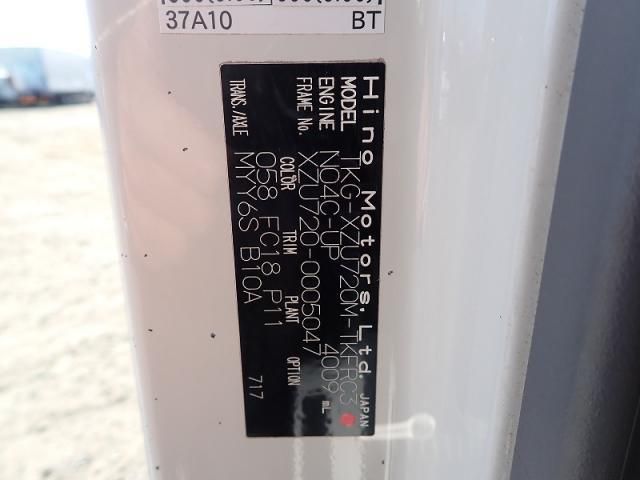 37A10 BT
Hino Motors, Ltd. JAPAN
MODEL TKG-XZU720M-TKFRC3
ENGINE N04C-UP 4009 mL
FRAME No. XZU720-0005047
COLOR TRIM PLANT OPTION
058 FC18 P11
TRANS./AXLE MYY6S B10A 717